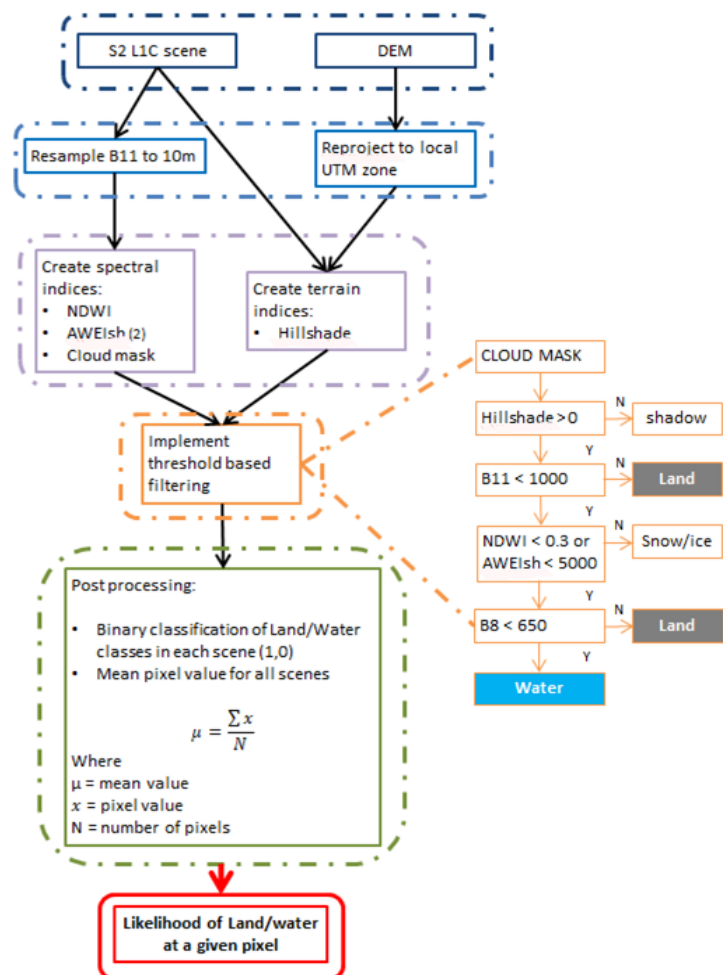 S2 L1C scene
DEM
Resample B11 to 10m
Reproject to local
UTM zone
Create spectral
indices:
• NDWI
• AWEIsh (2)
• Cloud mask
Create terrain
indices:
• Hillshade
Implement
threshold based
filtering
CLOUD MASK
Hillshade >0
N
shadow
Y
B11 < 1000
N
Land
Y
NDWI < 0.3 or
AWEIsh < 5000
N
Snow/ice
Y
B8 < 650
N
Land
Y
Water
Post processing:
• Binary classification of Land/Water
classes in each scene (1,0)
• Mean pixel value for all scenes
μ = ∑ x / N
Where
μ = mean value
x = pixel value
N = number of pixels
Likelihood of Land/water
at a given pixel